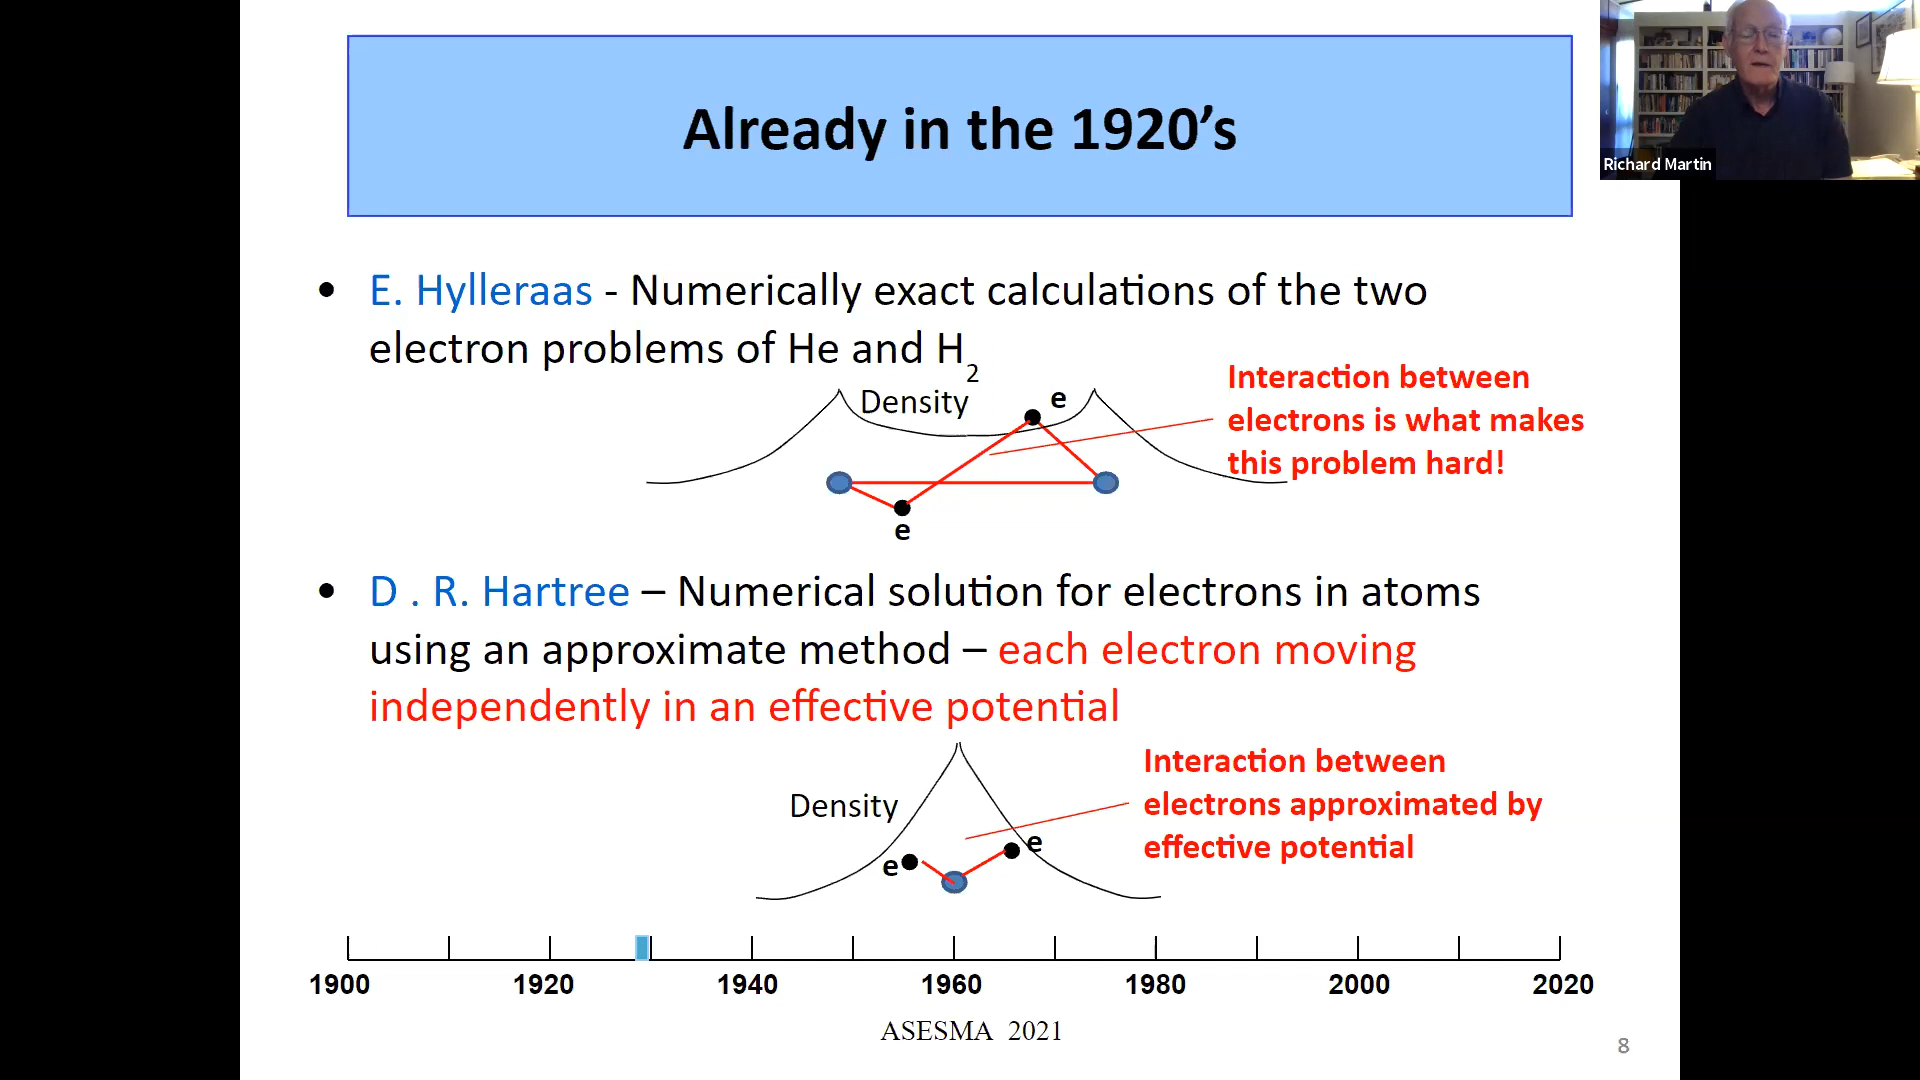 Already in the 1920’s
Richard Martin
• E. Hylleraas - Numerically exact calculations of the two
electron problems of He and H2
Density
e
e
Interaction between
electrons is what makes
this problem hard!
• D . R. Hartree – Numerical solution for electrons in atoms
using an approximate method – each electron moving
independently in an effective potential
Density
e
e
Interaction between
electrons approximated by
effective potential
1900 1920 1940 1960 1980 2000 2020
ASESMA 2021
8